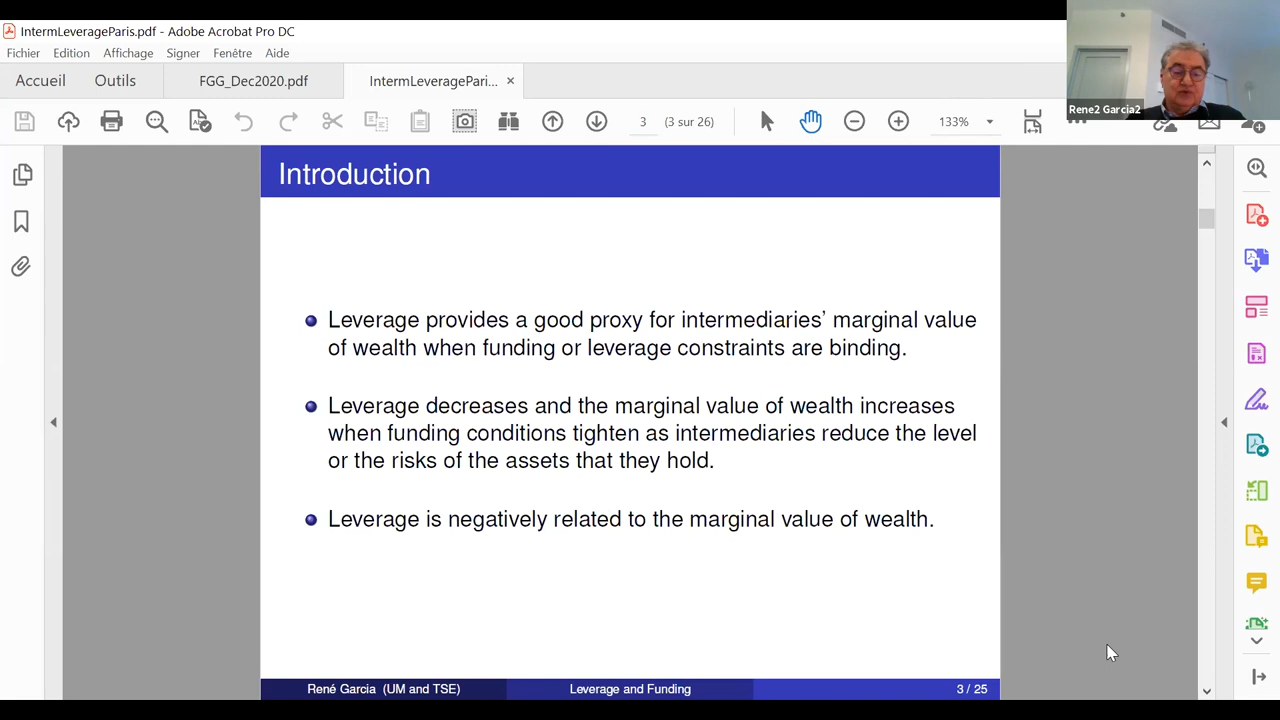 IntermLeverageParis.pdf - Adobe Acrobat Pro DC
Fichier Edition Affichage Signer Fenêtre Aide
Accueil Outils FGG_Dec2020.pdf IntermLeveragePari... ×
3 (3 sur 26) 133%
Rene2 Garcia2
Introduction
Leverage provides a good proxy for intermediaries' marginal value
of wealth when funding or leverage constraints are binding.
Leverage decreases and the marginal value of wealth increases
when funding conditions tighten as intermediaries reduce the level
or the risks of the assets that they hold.
Leverage is negatively related to the marginal value of wealth.
René Garcia (UM and TSE) Leverage and Funding 3 / 25